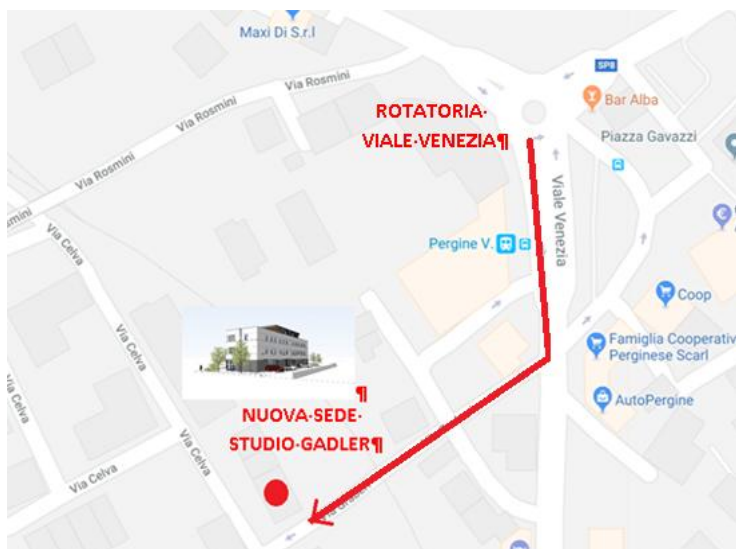 Maxi Di S.r.l
SP8
Via Rosmini
Via Rosmini
Via Rosmini
ROTATORIA·
VIALE·VENEZIA¶
Bar Alba
Piazza Gavazzi
Viale Venezia
Pergine V.
Via Celva
Via Celva
Via Celva
Via Celva
Coop
Famiglia Cooperativ
Perginese Scarl
AutoPergine
¶
NUOVA·SEDE·
STUDIO·GADLER¶
Via Celva